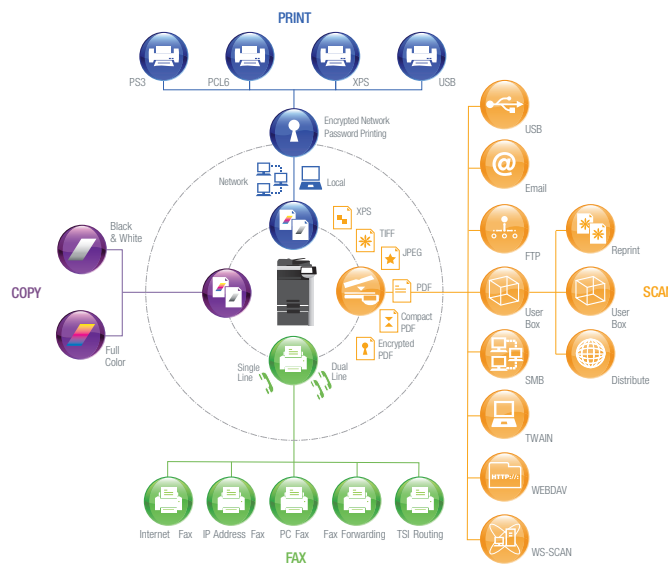 PRINT
PS3
PCL6
XPS
USB
Encrypted Network
Password Printing
Network
Local
XPS
TIFF
JPEG
PDF
Compact
PDF
Encrypted
PDF
COPY
Black
& White
Full
Color
Single
Line
Dual
Line
Internet Fax
IP Address Fax
PC Fax
Fax Forwarding
TSI Routing
FAX
USB
@
Email
FTP
User
Box
SMB
TWAIN
HTTP://
WEBDAV
WS-SCAN
Reprint
User
Box
Distribute
SCAI